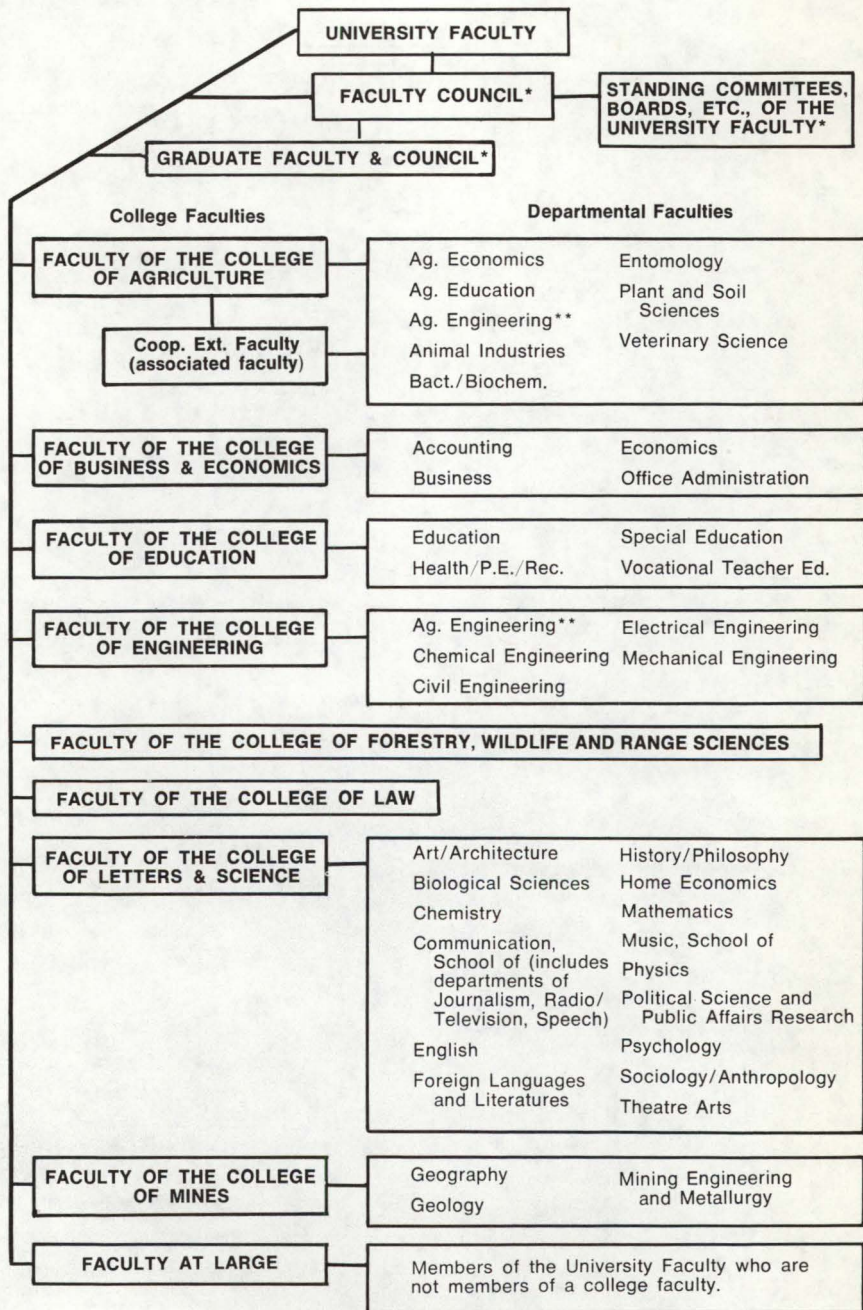 UNIVERSITY FACULTY
FACULTY COUNCIL*
STANDING COMMITTEES,
BOARDS, ETC., OF THE
UNIVERSITY FACULTY*
GRADUATE FACULTY & COUNCIL*
College Faculties
Departmental Faculties
FACULTY OF THE COLLEGE
OF AGRICULTURE
Coop. Ext. Faculty
(associated faculty)
Ag. Economics
Ag. Education
Ag. Engineering**
Animal Industries
Bact./Biochem.
Entomology
Plant and Soil
Sciences
Veterinary Science
FACULTY OF THE COLLEGE
OF BUSINESS & ECONOMICS
Accounting
Business
Economics
Office Administration
FACULTY OF THE COLLEGE
OF EDUCATION
Education
Health/P.E./Rec.
Special Education
Vocational Teacher Ed.
FACULTY OF THE COLLEGE
OF ENGINEERING
Ag. Engineering**
Chemical Engineering
Civil Engineering
Electrical Engineering
Mechanical Engineering
FACULTY OF THE COLLEGE OF FORESTRY, WILDLIFE AND RANGE SCIENCES
FACULTY OF THE COLLEGE OF LAW
FACULTY OF THE COLLEGE
OF LETTERS & SCIENCE
Art/Architecture
Biological Sciences
Chemistry
Communication,
School of (includes
departments of
Journalism, Radio/
Television, Speech)
English
Foreign Languages
and Literatures
History/Philosophy
Home Economics
Mathematics
Music, School of
Physics
Political Science and
Public Affairs Research
Psychology
Sociology/Anthropology
Theatre Arts
FACULTY OF THE COLLEGE
OF MINES
Geography
Geology
Mining Engineering
and Metallurgy
FACULTY AT LARGE
Members of the University Faculty who are
not members of a college faculty.